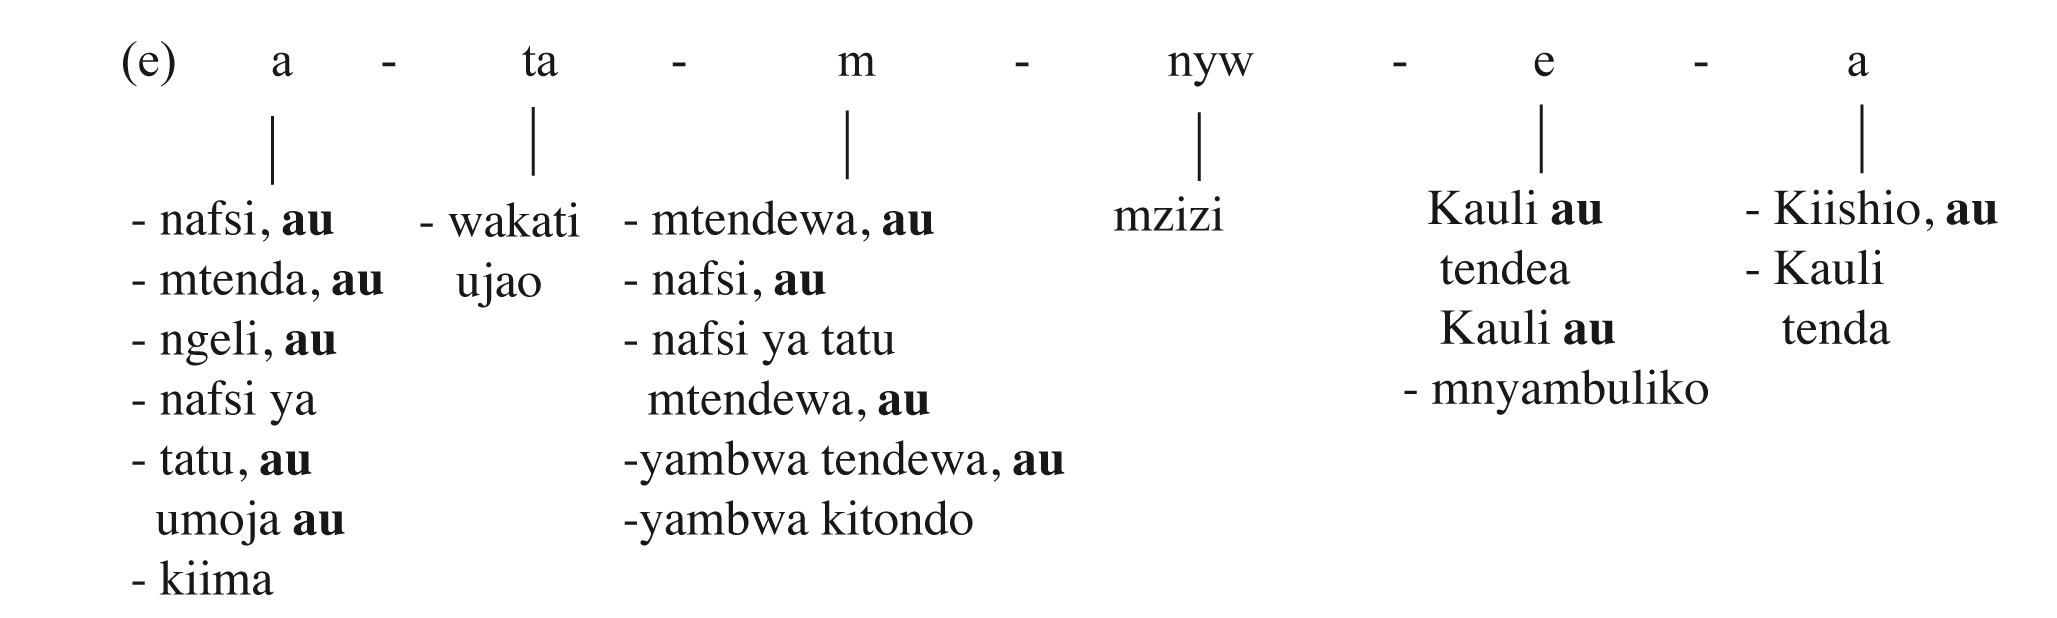 (e) a - ta - m - nyw - e - a
- nafsi, au
- mtenda, au
- ngeli, au
- nafsi ya
- tatu, au
umoja au
- kiima
- wakati
ujao
- mtendewa, au
- nafsi, au
- nafsi ya tatu
mtendewa, au
-yambwa tendewa, au
-yambwa kitondo
mzizi
Kauli au
tendea
Kauli au
- mnyambuliko
- Kiishio, au
- Kauli
tenda